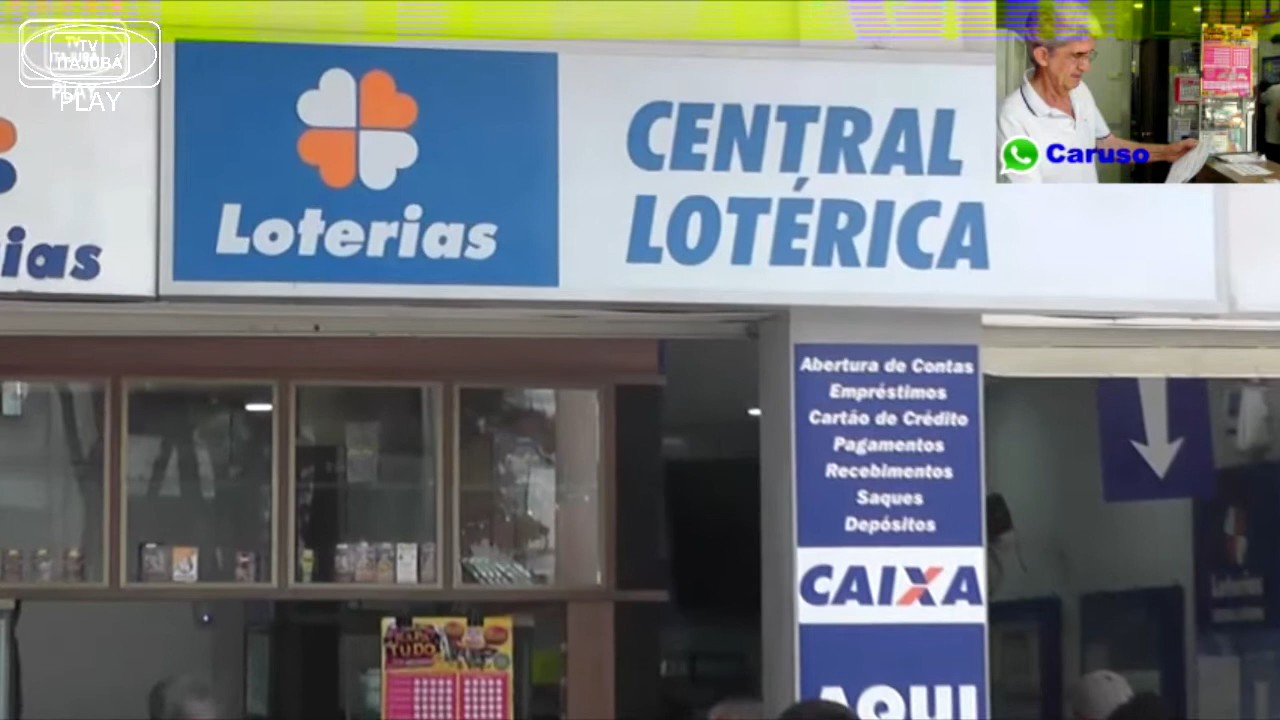 TV
ITAJUBÁ
PLAY
ias
Loterias
CENTRAL
LOTÉRICA
Caruso
Abertura de Contas
Empréstimos
Cartão de Crédito
Pagamentos
Recebimentos
Saques
Depósitos
CAIXA
AQUI
TUDO